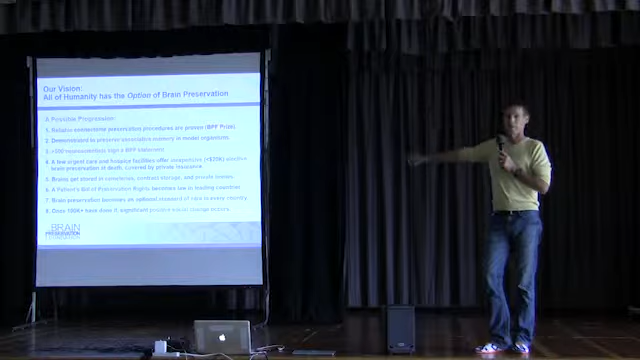 Our Vision:
All of Humanity has the Option of Brain Preservation
A Possible Progression:
1. Reliable connectome preservation procedures are proven (BPF Prize)
2. Demonstrated to preserve associative memory in model organisms.
3. >100 neuroscientists sign a BPF statement
4. A few urgent care and hospice facilities offer inexpensive (<$20K) elective
brain preservation at death, covered by private insurance.
5. Brains get stored in cemeteries, contract storage, and private homes.
6. A Patient's Bill of Preservation Rights becomes law in leading countries
7. Brain preservation becomes an optional standard of care in every country
8. Once 100K+ have done it, significant positive social change occurs.
BRAIN
PRESERVATION
FOUNDATION